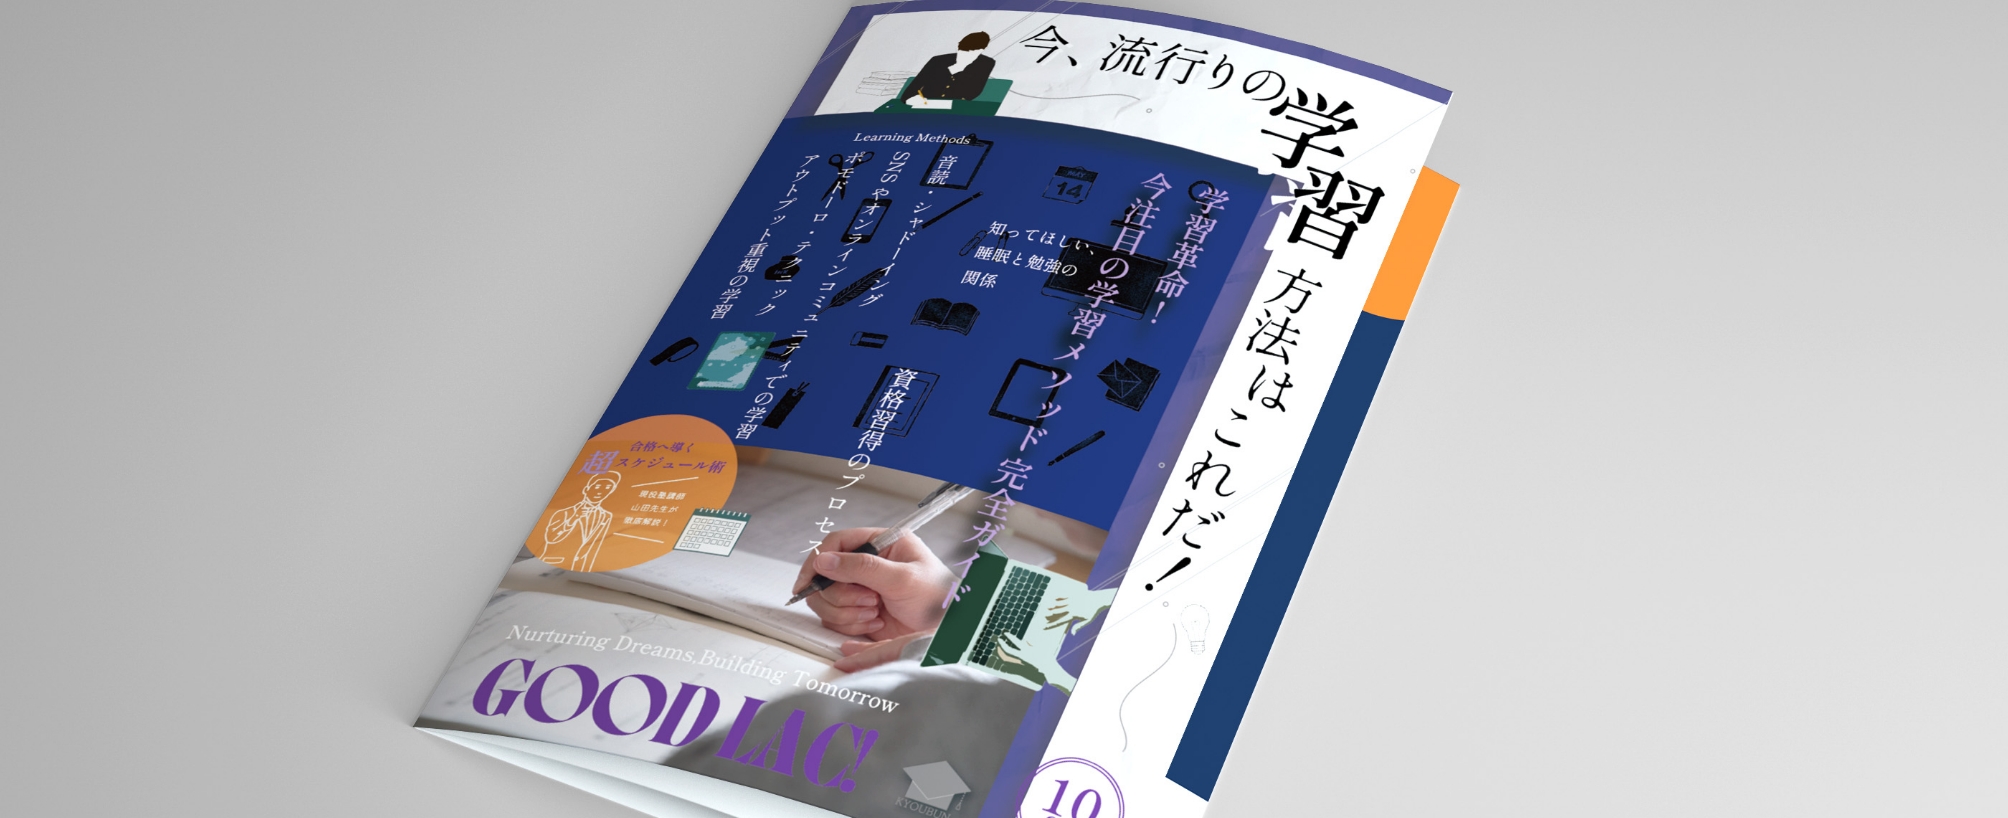 今、流行りの学習方法はこれだ!
学習革命!
今注目の学習メソッド完全ガイド
Learning Methods
音読・シャドーイング
SNSやオンラインコミュニティでの学習
ポモドーロ・テクニック
アウトプット重視の学習
知ってほしい、
睡眠と勉強の
関係
MAY
14
資格習得のプロセス
合格へ導く
超スケジュール術
現役塾講師
山田先生が
徹底解説!
Nurturing Dreams,Building Tomorrow
GOOD LAC!
KYOUBUN
10